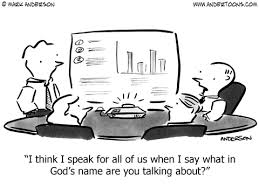 © MARK ANDERSON
WWW.ANDERTOONS.COM
ANDERSON
"I think I speak for all of us when I say what in
God's name are you talking about?"